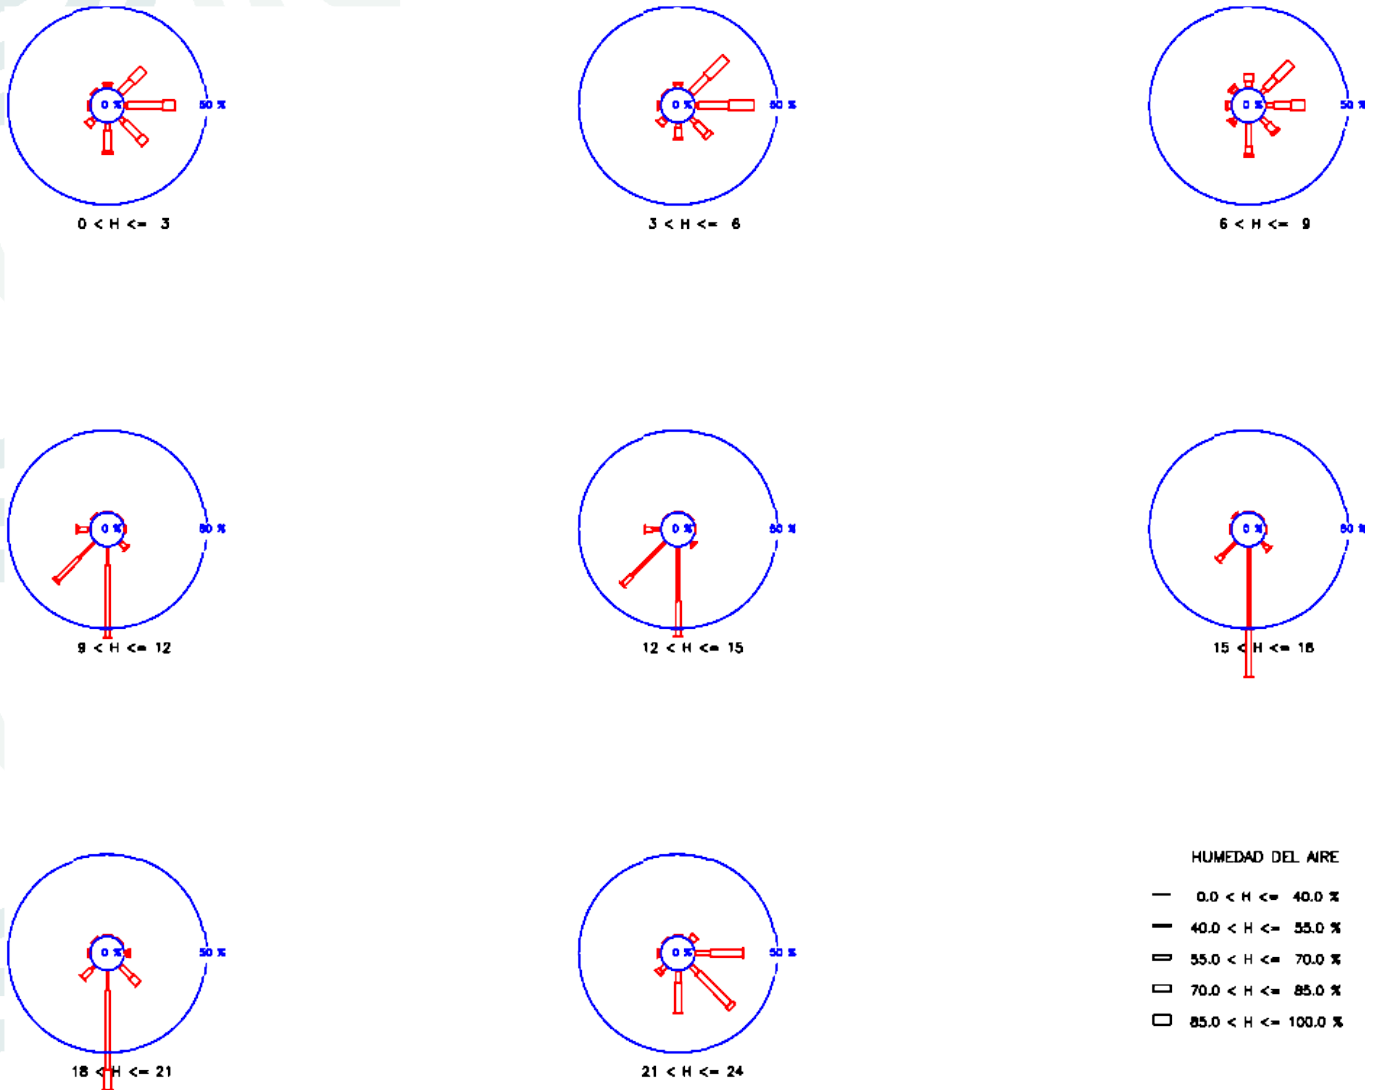 0 % 50 % 0 % 50 % 0 % 50 %
0 < H <= 3 3 < H <= 6 6 < H <= 9
0 % 50 % 0 % 50 % 0 % 50 %
9 < H <= 12 12 < H <= 15 15 < H <= 18
HUMEDAD DEL AIRE
0.0 < H <= 40.0 %
40.0 < H <= 55.0 %
0 % 50 % 0 % 50 %
55.0 < H <= 70.0 %
70.0 < H <= 85.0 %
85.0 < H <= 100.0 %
18 < H <= 21 21 < H <= 24